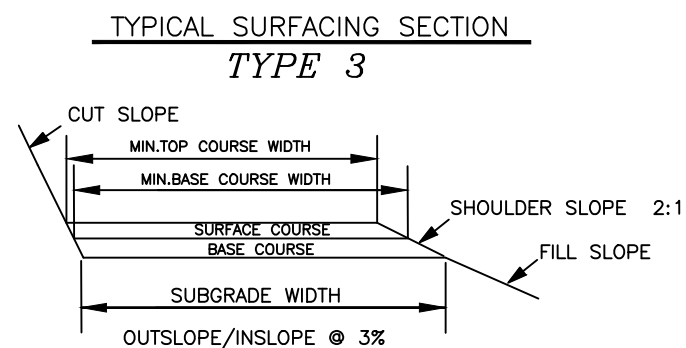 TYPICAL SURFACING SECTION
TYPE 3
CUT SLOPE
MIN.TOP COURSE WIDTH
MIN.BASE COURSE WIDTH
SHOULDER SLOPE 2:1
SURFACE COURSE
BASE COURSE
FILL SLOPE
SUBGRADE WIDTH
OUTSLOPE/INSLOPE @ 3%